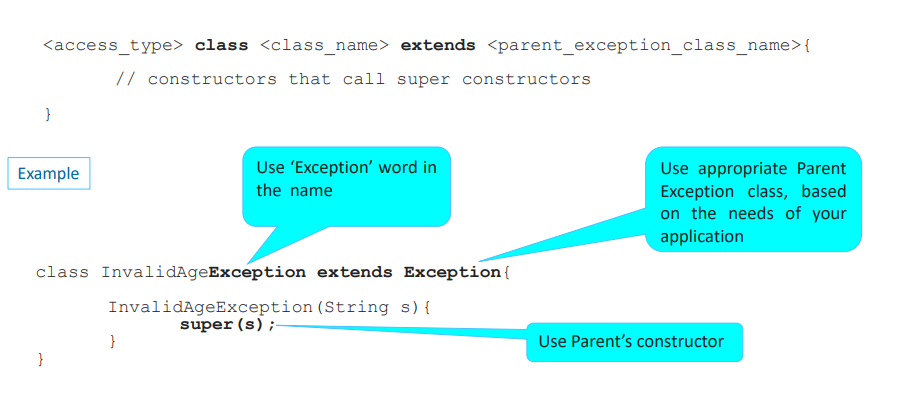 <access_type> class <class_name> extends <parent_exception_class_name>{
// constructors that call super constructors
}
Example
Use ‘Exception’ word in
the name
Use appropriate Parent
Exception class, based
on the needs of your
application
class InvalidAgeException extends Exception{
InvalidAgeException(String s){
super(s);
}
Use Parent’s constructor
}